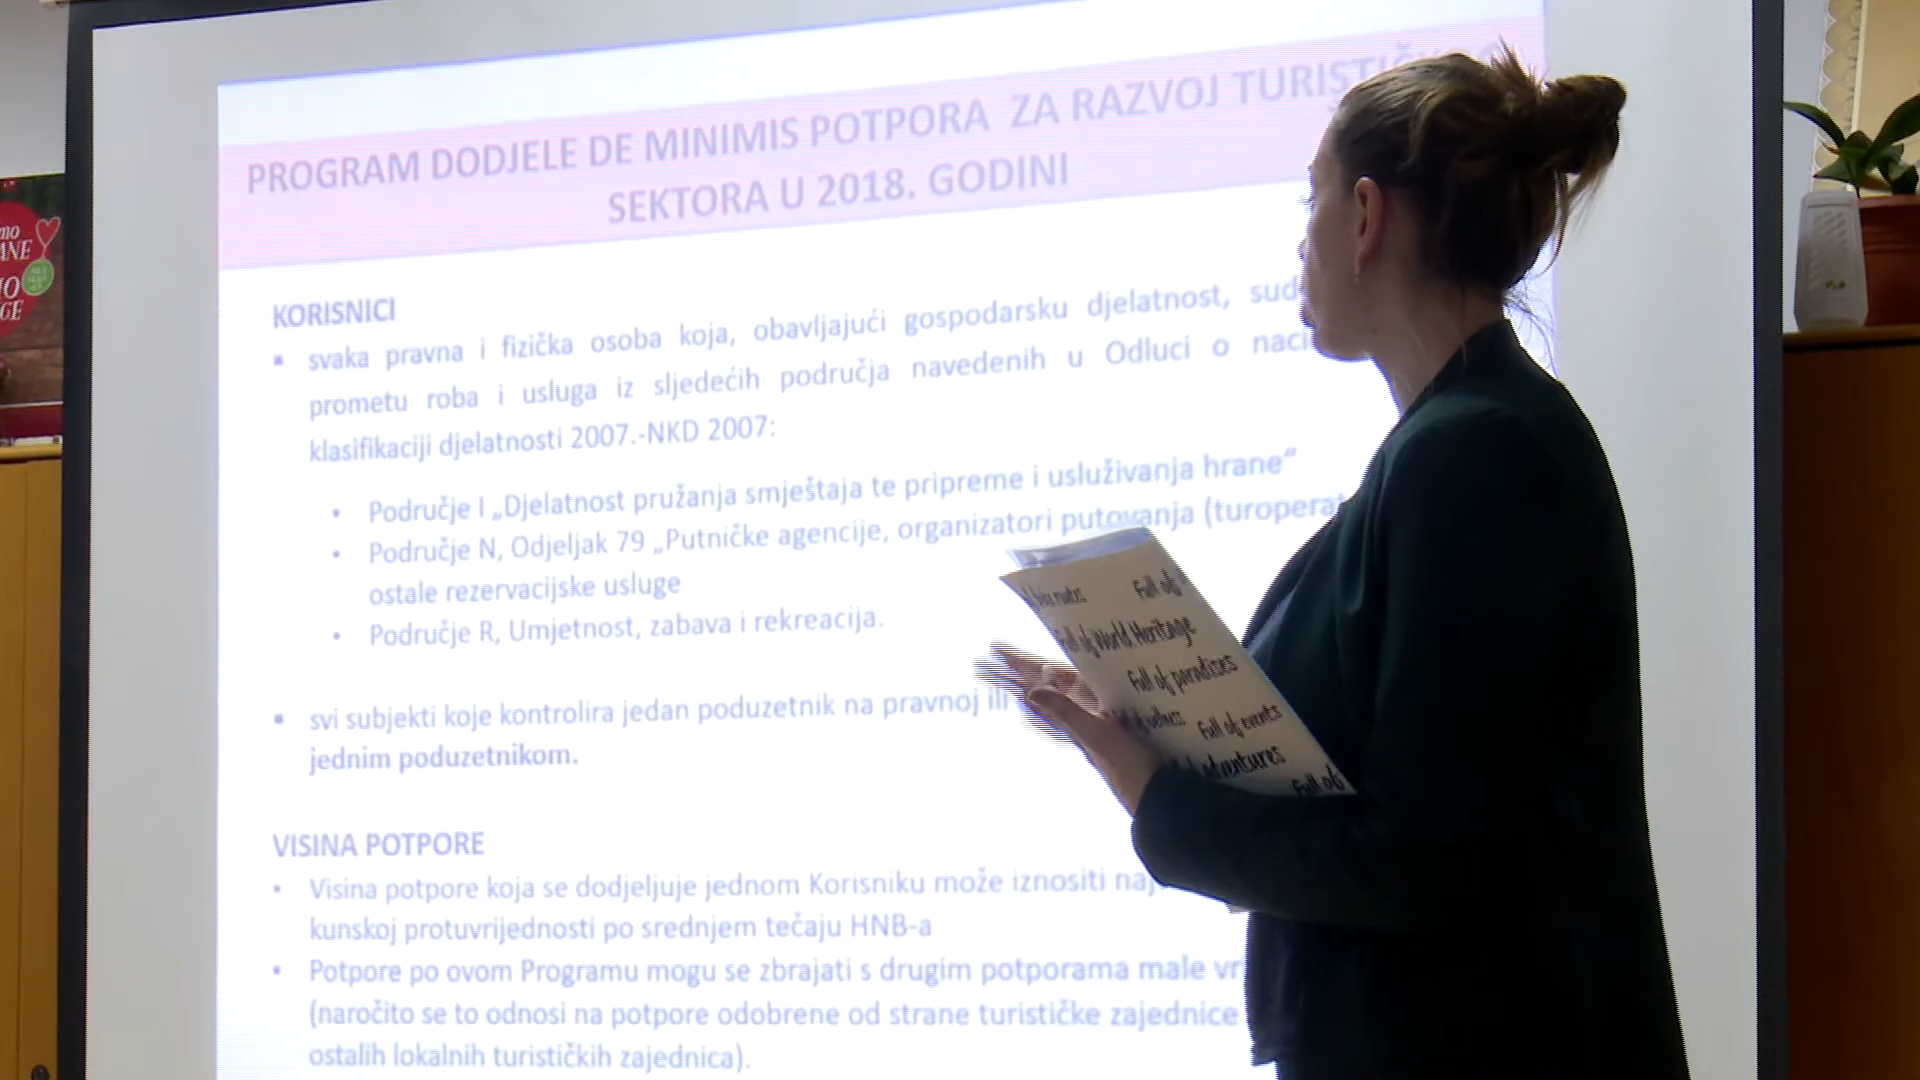 PROGRAM DODJELE DE MINIMIS POTPORA ZA RAZVOJ
SEKTORA U 2018. GODINI
KORISNICI
▪ svaka pravna i fizička osoba koja, obavljajući gospodarsku djelatnost,
prometu roba i usluga iz sljedećih područja navedenih u Odluci o
klasifikaciji djelatnosti 2007.-NKD 2007:
• Područje I „Djelatnost pružanja smještaja te pripreme i usluživanja hrane“
• Područje N, Odjeljak 79 „Putničke agencije, organizatori putovanja
ostale rezervacijske usluge
• Područje R, Umjetnost, zabava i rekreacija.
▪ svi subjekti koje kontrolira jedan poduzetnik na pravnoj ili
jednim poduzetnikom.
VISINA POTPORE
• Visina potpore koja se dodjeljuje jednom Korisniku može iznositi
kunskoj protuvrijednosti po srednjem tečaju HNB-a
• Potpore po ovom Programu mogu se zbrajati s drugim potporama male
(naročito se to odnosi na potpore odobrene od strane turističke zajednice
ostalih lokalnih turističkih zajednica).
Full of
Full of World Heritage
Full of paradises
Full of events
adventures
Full of